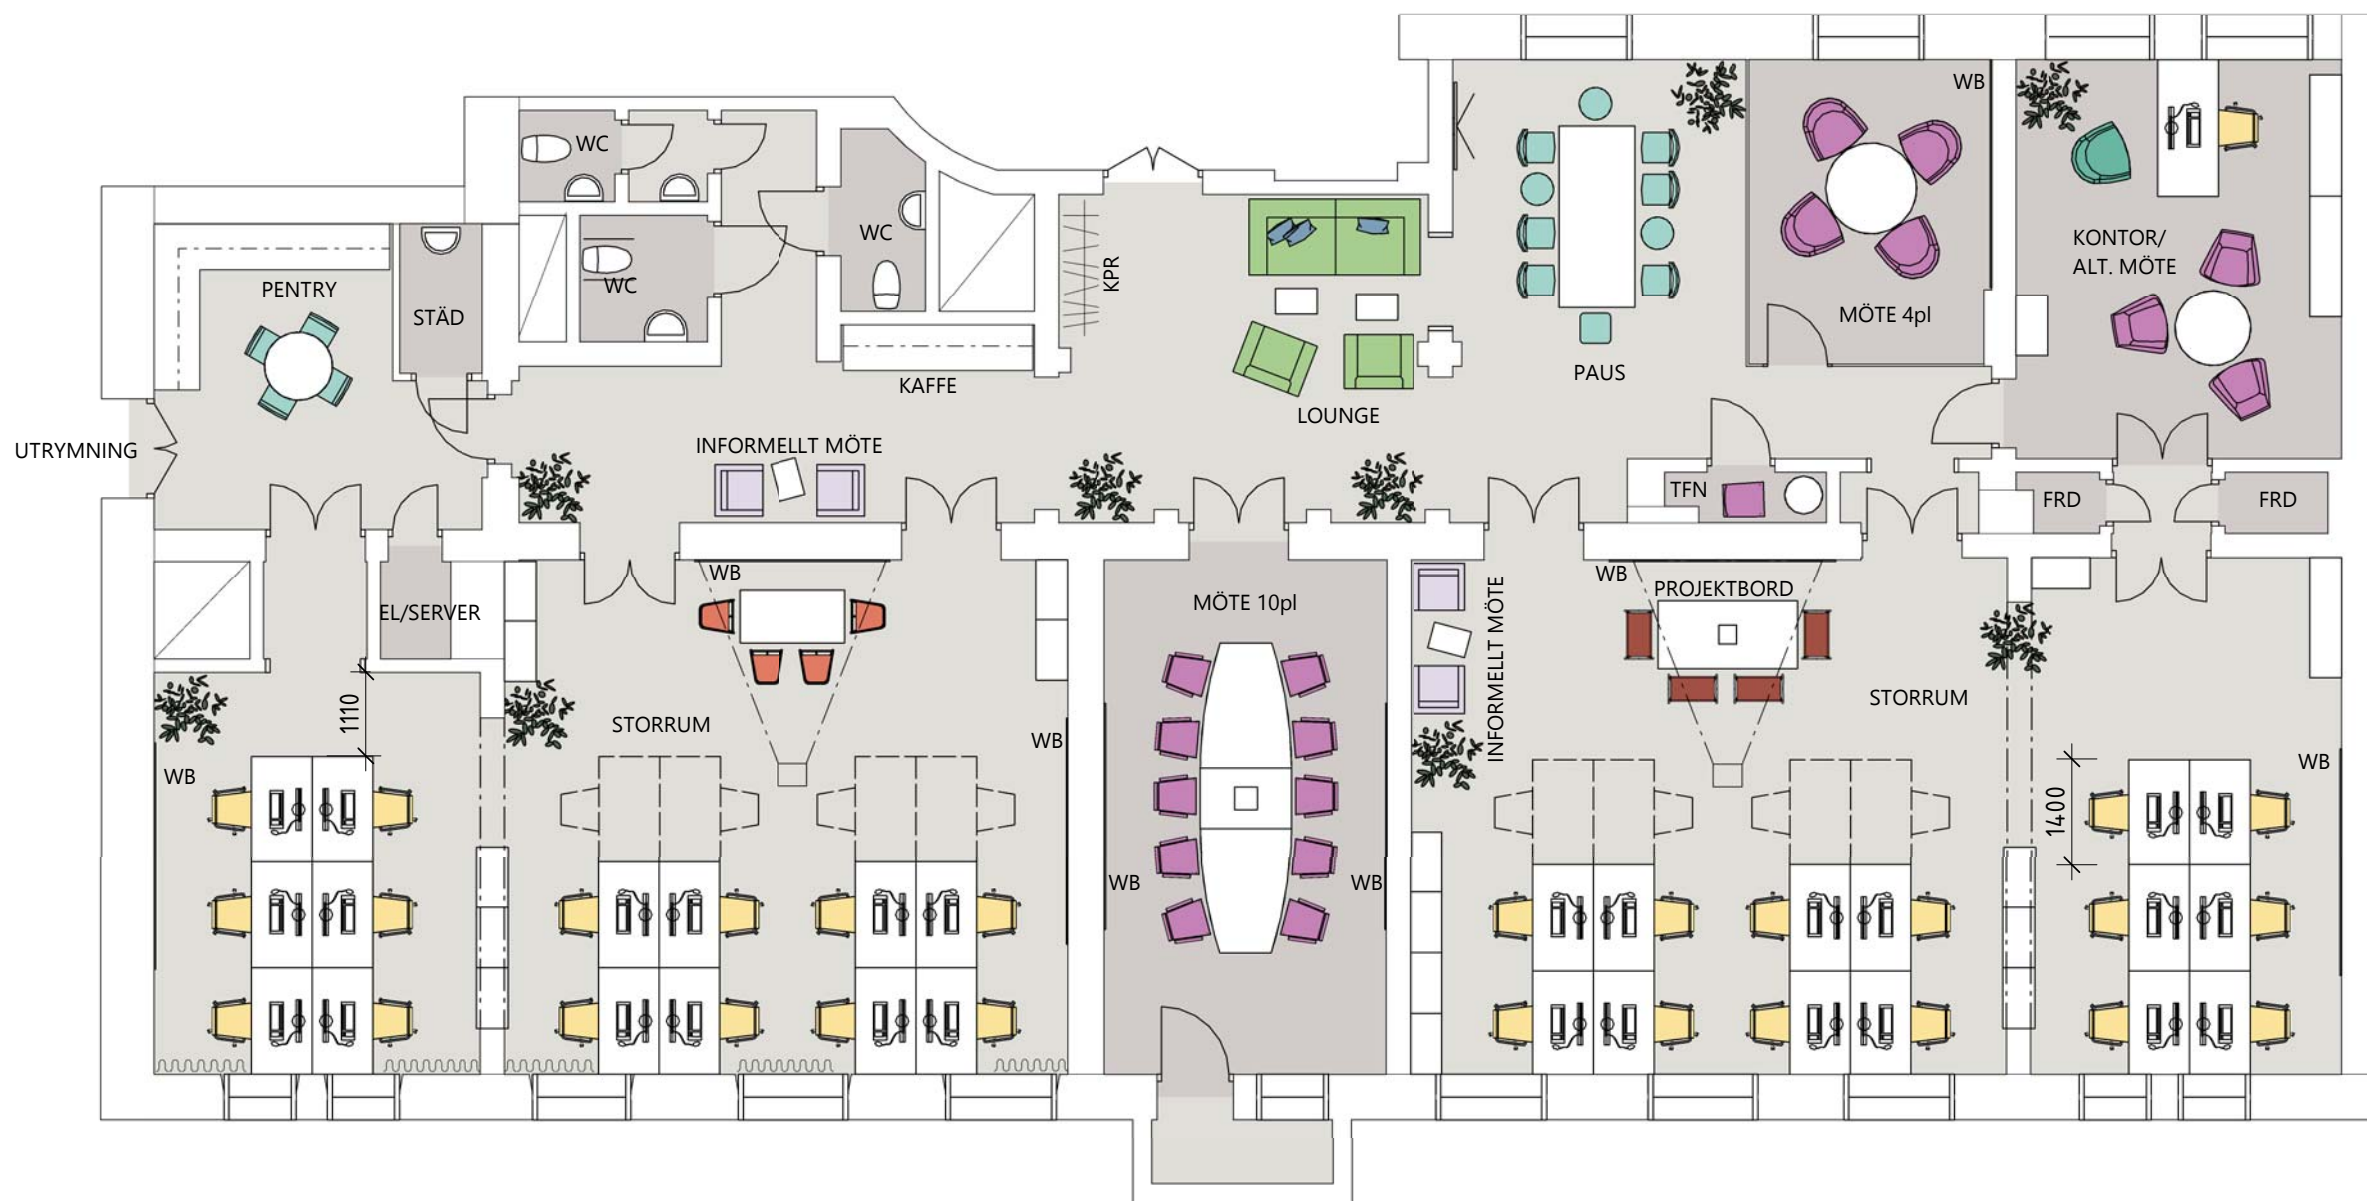 WB
WC
WC
WC
KPR
KONTOR/
ALT. MÖTE
PENTRY
STÄD
MÖTE 4pl
PAUS
KAFFE
LOUNGE
UTRYMNING
INFORMELLT MÖTE
TFN
FRD
FRD
WB
WB
PROJEKTBORD
MÖTE 10pl
EL/SERVER
INFORMELLT MÖTE
1110
STORRUM
STORRUM
WB
WB
WB
1400
WB
WB